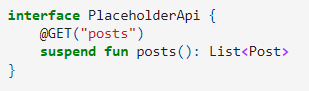 interface PlaceholderApi {
    @GET("posts")
    suspend fun posts(): List<Post>
}